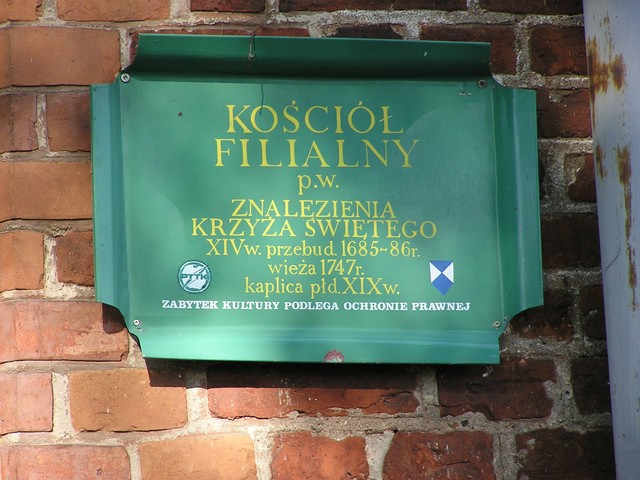 KOŚCIÓŁ
FILIALNY
p.w.
ZNALEZIENIA
KRZYŻA ŚWIĘTEGO
XIVw. przebud. 1685~86r.
wieża 1747r.
kaplica płd. XIXw.
PTTK
ZABYTEK KULTURY PODLEGA OCHRONIE PRAWNEJ